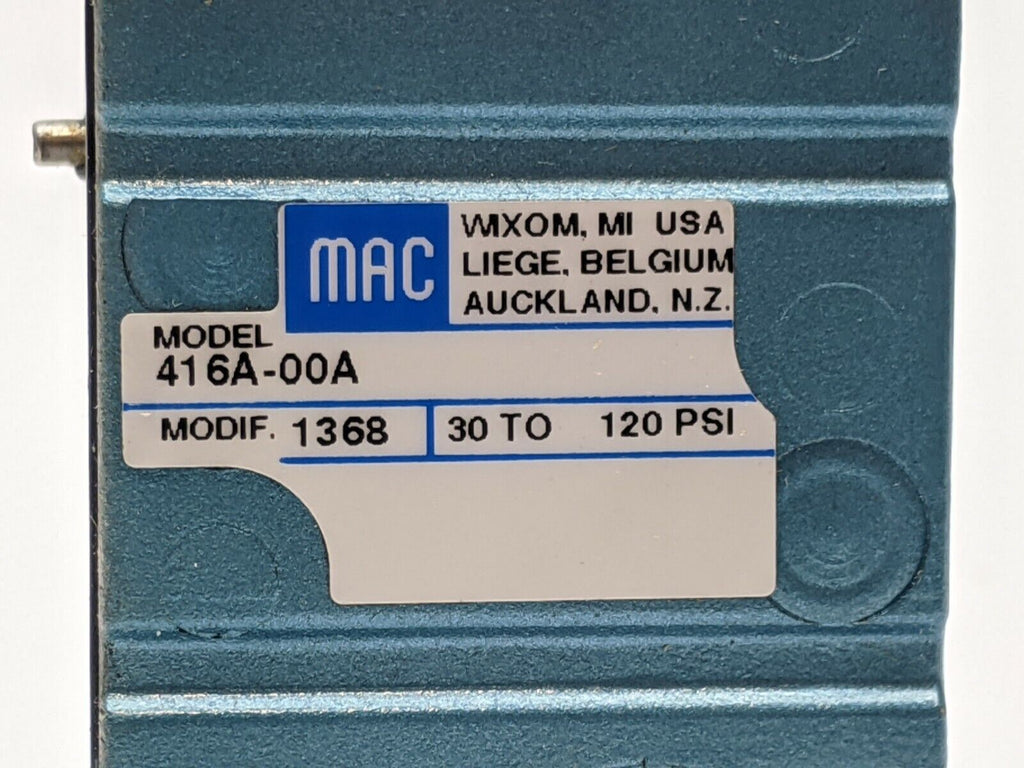 MAC
WIXOM, MI USA
LIEGE, BELGIUM
AUCKLAND, N.Z.
MODEL
416A-00A
MODIF. 1368
30 TO 120 PSI